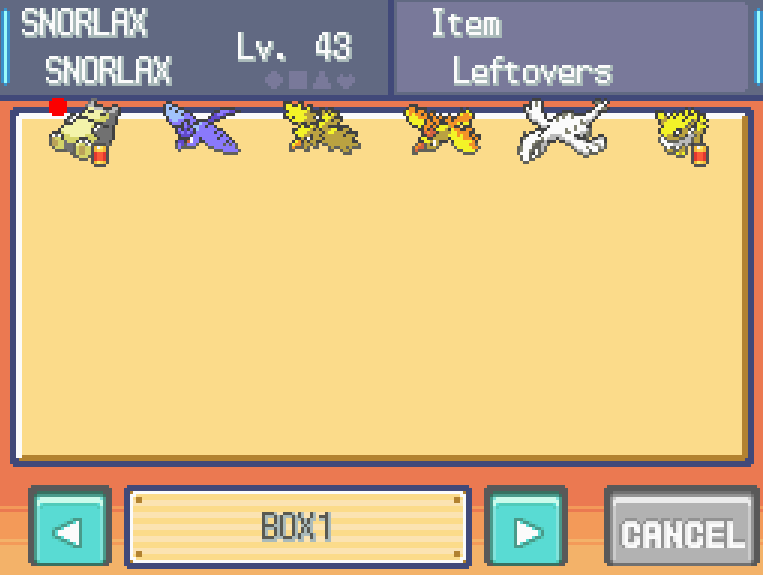 SNORLAX
SNORLAX
Lv. 43
Item
Leftovers
BOX1
CANCEL